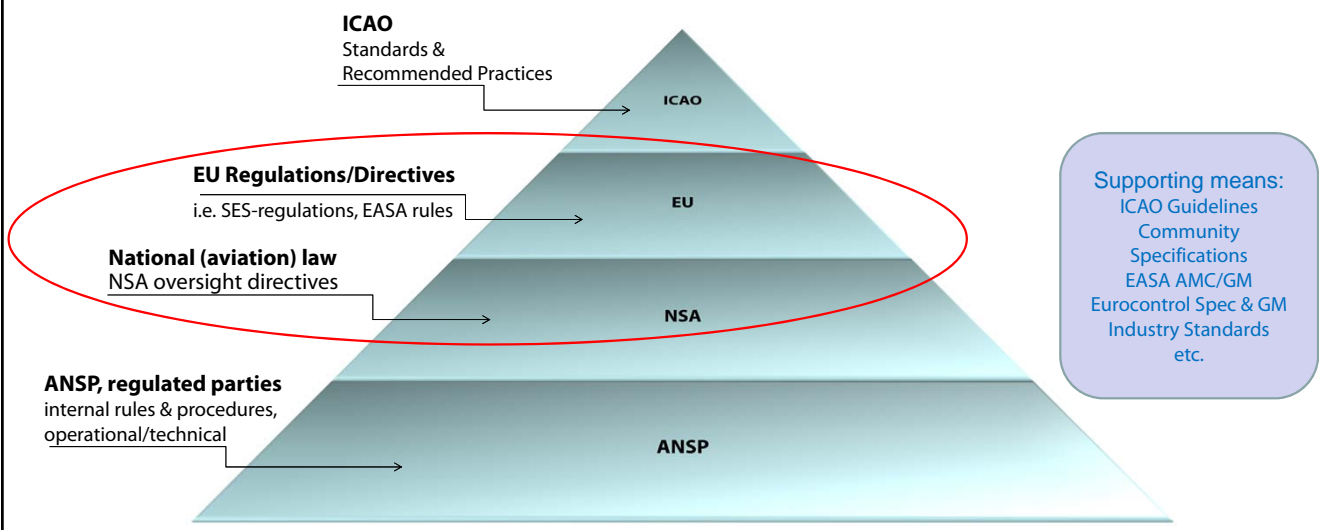 ICAO
Standards &
Recommended Practices
ICAO
EU Regulations/Directives
i.e. SES-regulations, EASA rules
EU
National (aviation) law
NSA oversight directives
NSA
ANSP, regulated parties
internal rules & procedures,
operational/technical
ANSP
Supporting means:
ICAO Guidelines
Community
Specifications
EASA AMC/GM
Eurocontrol Spec & GM
Industry Standards
etc.